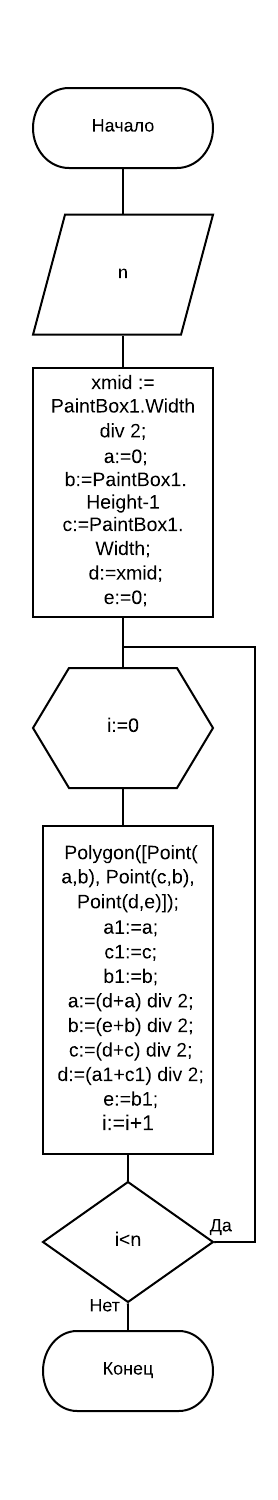 Начало
n
xmid :=
PaintBox1.Width
div 2;
a:=0;
b:=PaintBox1.
Height-1
c:=PaintBox1.
Width;
d:=xmid;
e:=0;
i:=0
Polygon([Point(
a,b), Point(c,b),
Point(d,e)]);
a1:=a;
c1:=c;
b1:=b;
a:=(d+a) div 2;
b:=(e+b) div 2;
c:=(d+c) div 2;
d:=(a1+c1) div 2;
e:=b1;
i:=i+1
i<n
Да
Нет
Конец